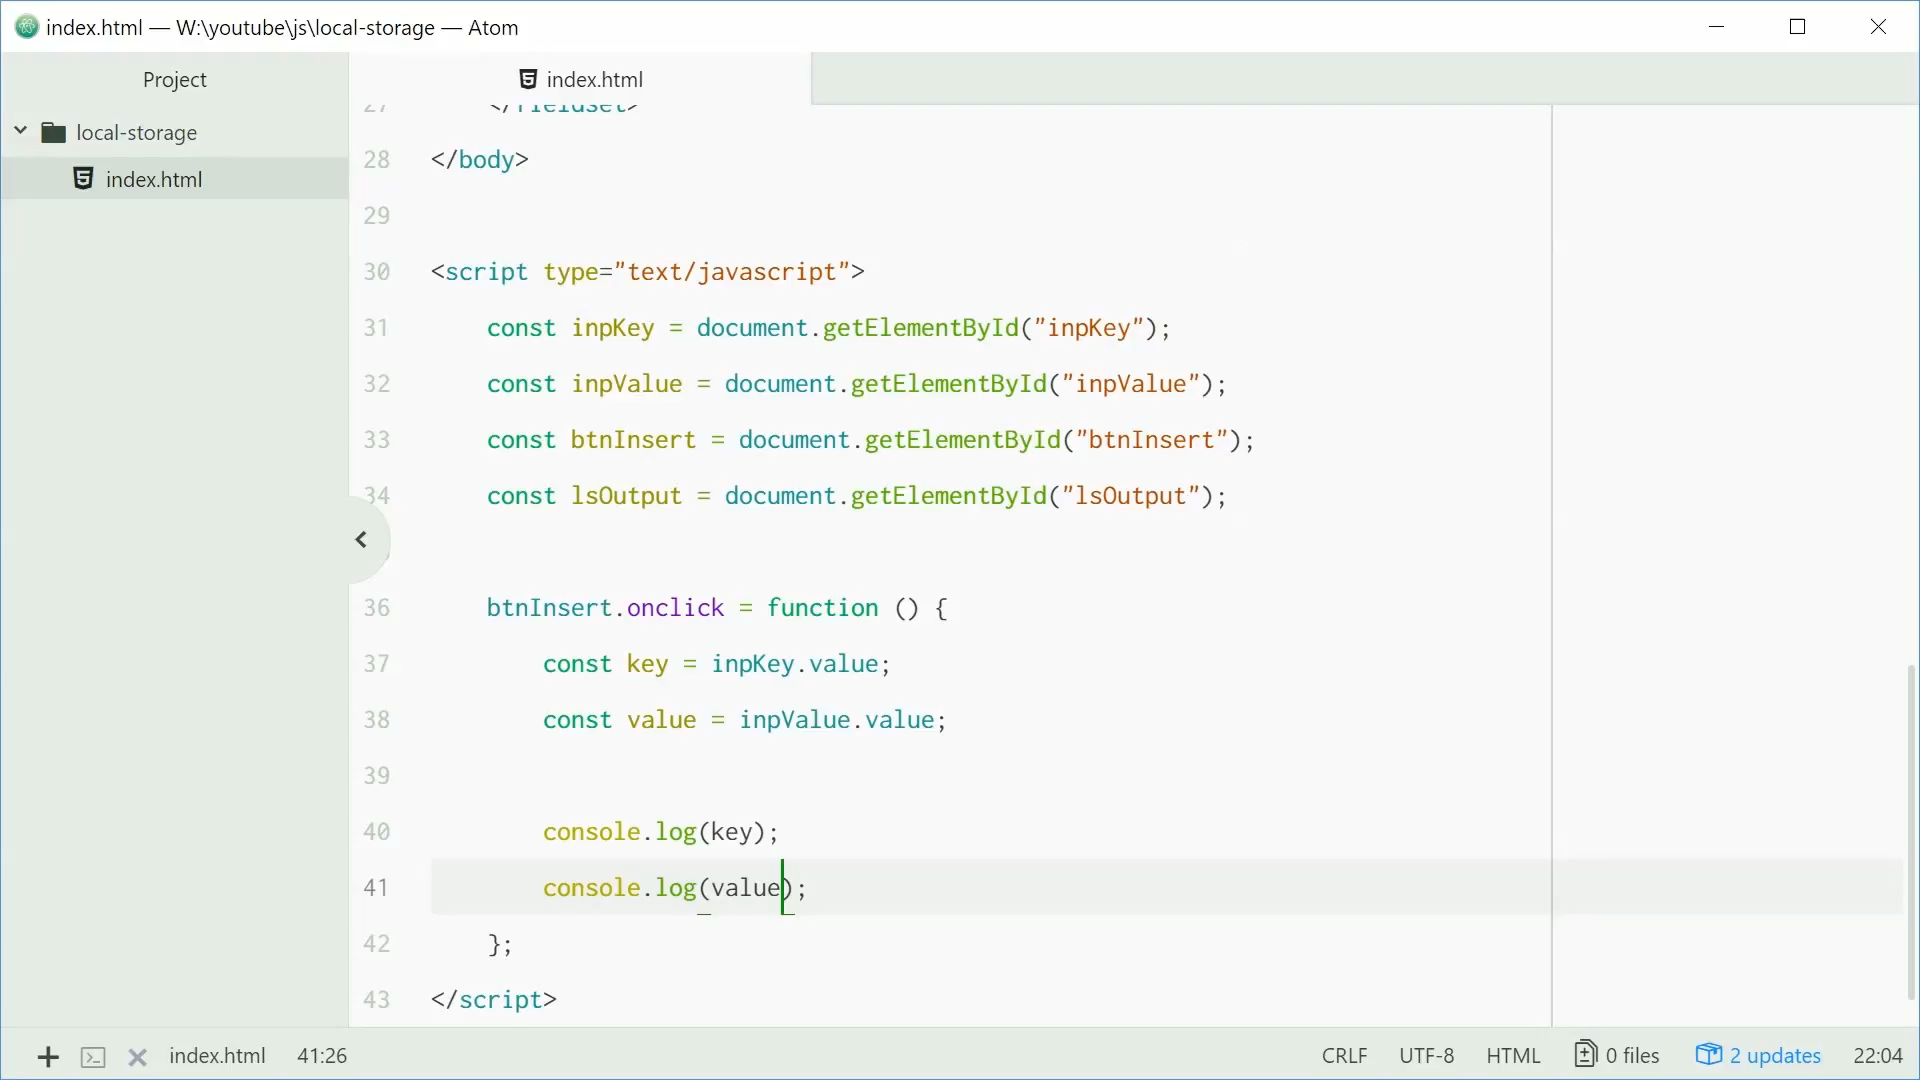 index.html — W:\youtube\js\local-storage — Atom
Project
index.html
local-storage
index.html
27 </fieldset>
28 </body>
29
30 <script type="text/javascript">
31 const inpKey = document.getElementById("inpKey");
32 const inpValue = document.getElementById("inpValue");
33 const btnInsert = document.getElementById("btnInsert");
34 const lsOutput = document.getElementById("lsOutput");
36 btnInsert.onclick = function () {
37 const key = inpKey.value;
38 const value = inpValue.value;
39
40 console.log(key);
41 console.log(value);
42 };
43 </script>
index.html 41:26 CRLF UTF-8 HTML 0 files 2 updates 22:04